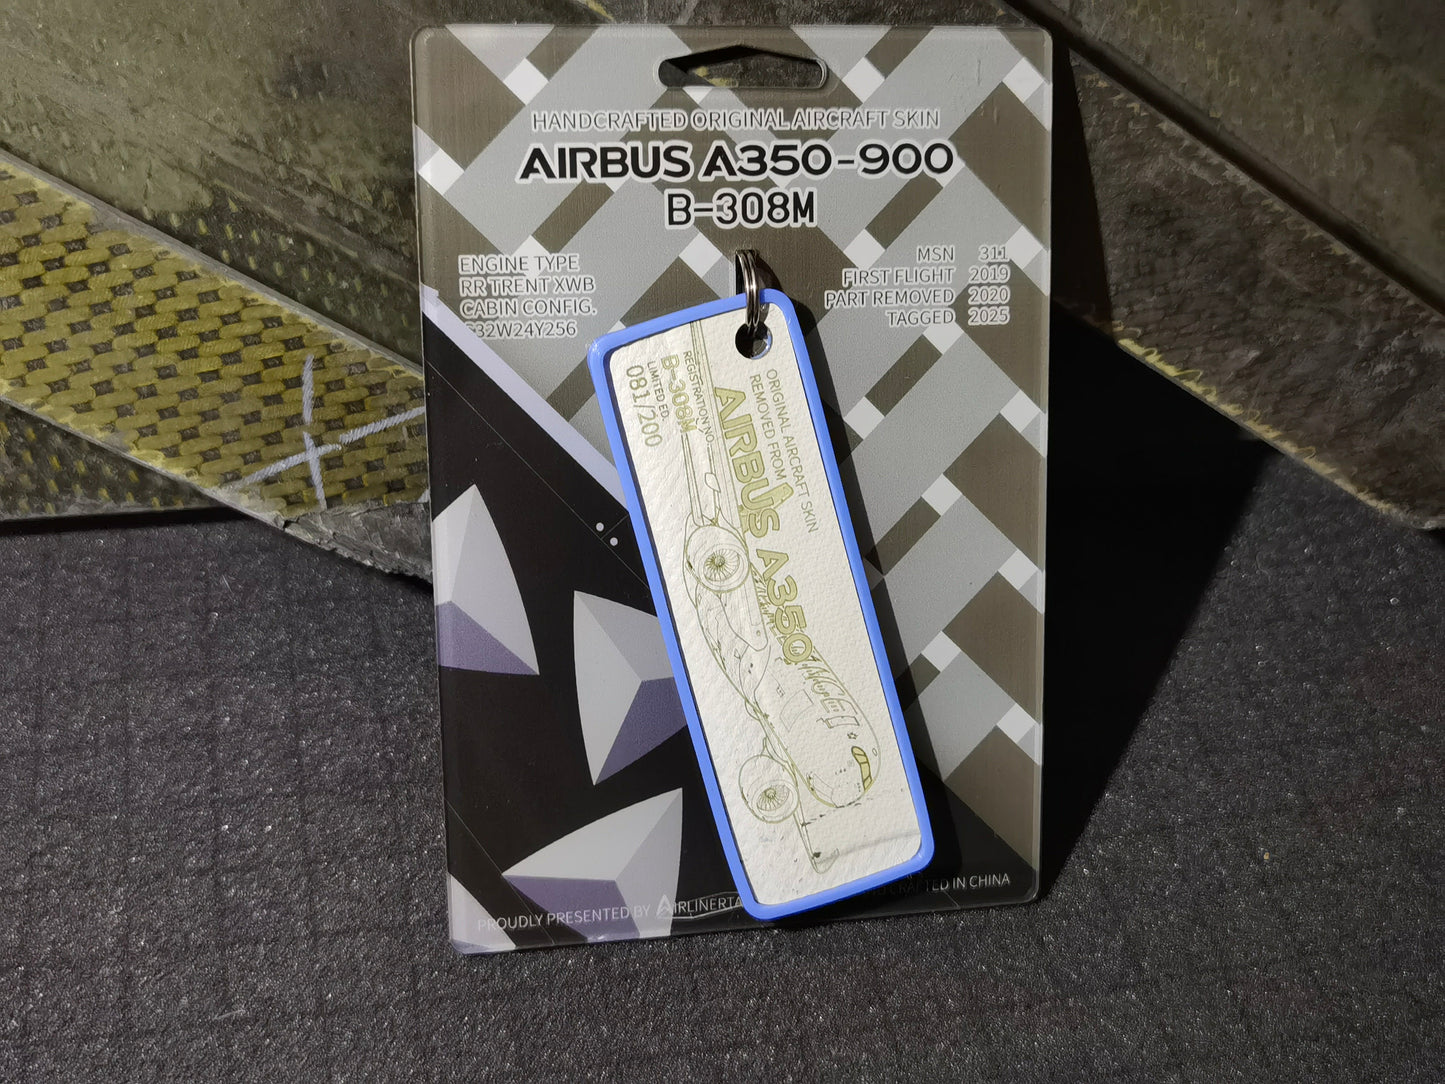 HANDCRAFTED ORIGINAL AIRCRAFT SKIN
AIRBUS A350-900
B-308M
ENGINE TYPE
RR TRENT XWB
CABIN CONFIG.
32W24Y256
MSN 311
FIRST FLIGHT 2019
PART REMOVED 2020
TAGGED 2025
ORIGINAL AIRCRAFT SKIN
REMOVED FROM
AIRBUS A350
REGISTRATION NO.
B-308M
LIMITED ED.
081/200
PROUDLY PRESENTED BY AIRLINERTA
CRAFTED IN CHINA